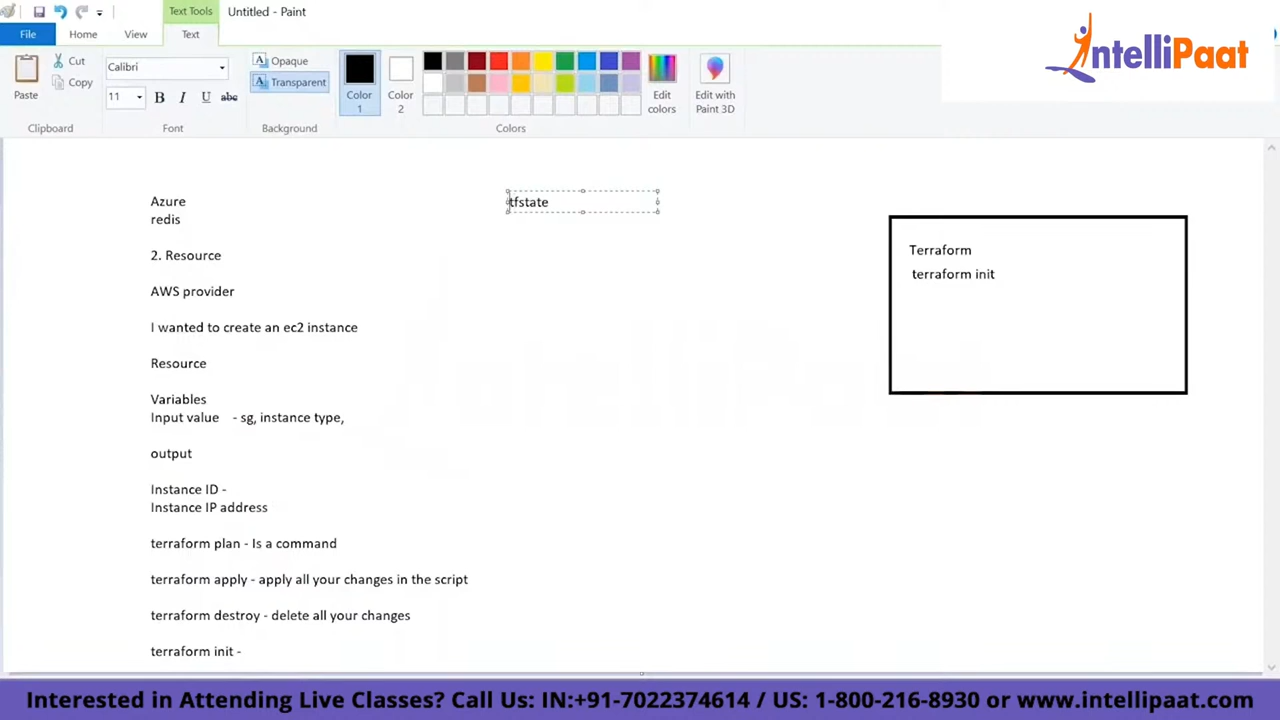 Text Tools
Untitled - Paint
File
Home
View
Text
Paste
Cut
Copy
Clipboard
Calibri
11
B I U abc
Font
Opaque
Transparent
Background
Color 1
Color 2
Edit colors
Colors
Edit with Paint 3D
IntelliPaat
Azure
redis
2. Resource
AWS provider
I wanted to create an ec2 instance
Resource
Variables
Input value - sg, instance type,
output
Instance ID -
Instance IP address
terraform plan - Is a command
terraform apply - apply all your changes in the script
terraform destroy - delete all your changes
terraform init -
tfstate
Terraform
terraform init
IntelliPaat
Interested in Attending Live Classes? Call Us: IN:+91-7022374614 / US: 1-800-216-8930 or www.intellipaat.com